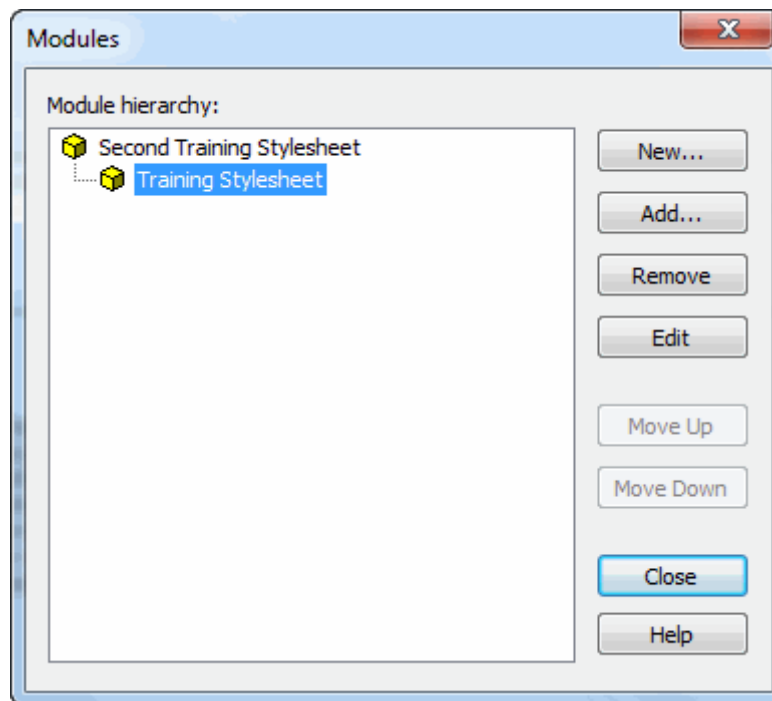 Modules
Module hierarchy:
Second Training Stylesheet
Training Stylesheet
New...
Add...
Remove
Edit
Move Up
Move Down
Close
Help